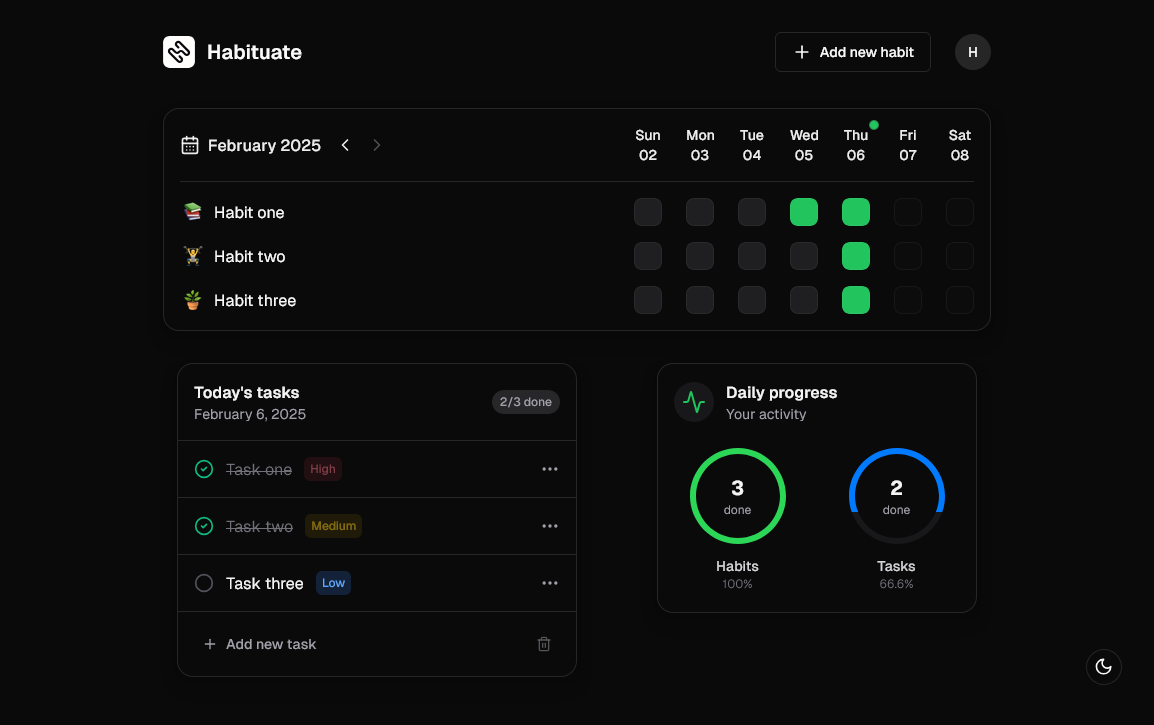 Habituate
Add new habit
H
February 2025
Sun Mon Tue Wed Thu Fri Sat
02 03 04 05 06 07 08
Habit one
Habit two
Habit three
Today's tasks
February 6, 2025
2/3 done
Task one High
Task two Medium
Task three Low
Add new task
Daily progress
Your activity
3 2
done done
Habits Tasks
100% 66.6%